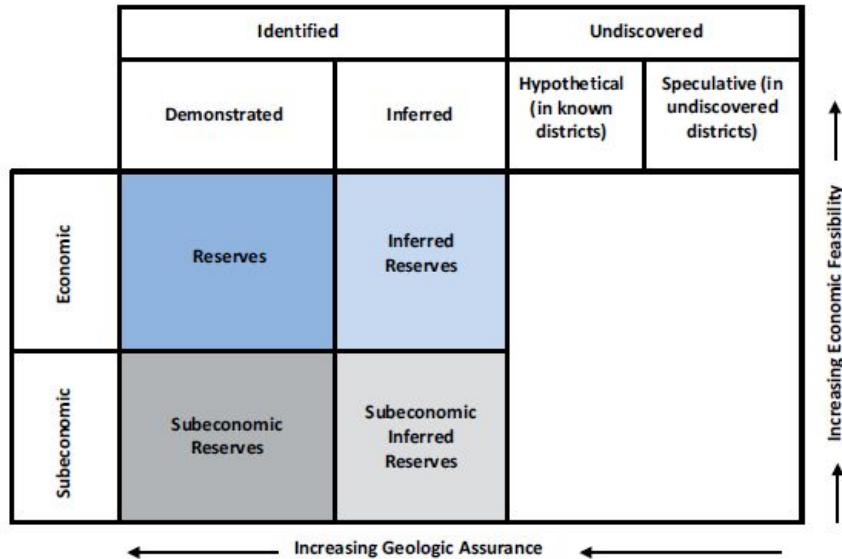 Identified
Undiscovered
Demonstrated
Inferred
Hypothetical
(in known
districts)
Speculative (in
undiscovered
districts)
Economic
Reserves
Inferred
Reserves
Subeconomic
Subeconomic
Reserves
Subeconomic
Inferred
Reserves
Increasing Economic Feasibility
Increasing Geologic Assurance